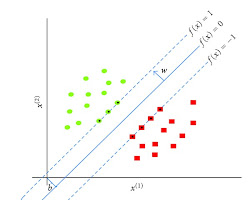 f(x) = 1
f(x) = 0
f(x) = −1
w
x⁽²⁾
b
x⁽¹⁾